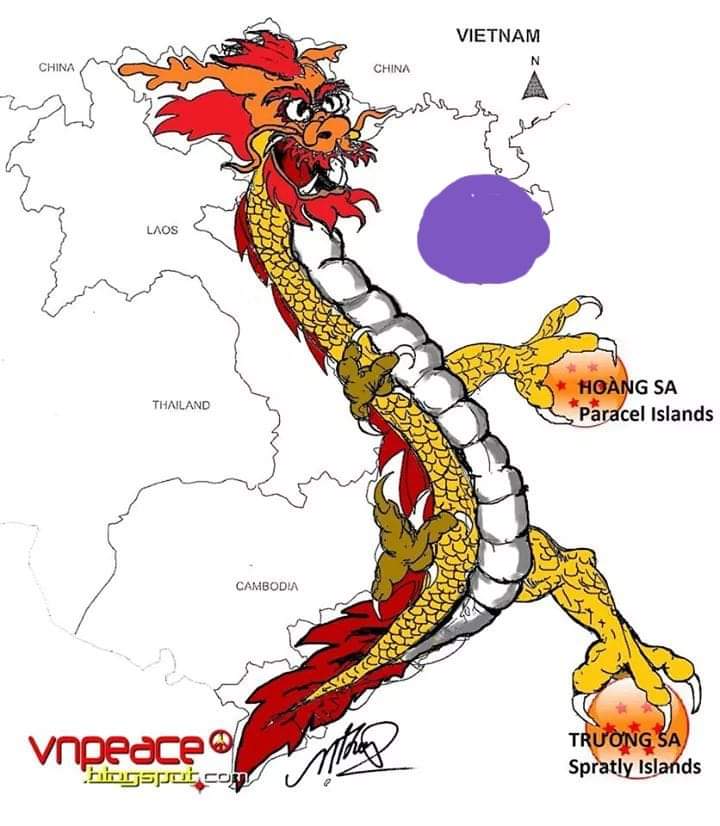 VIETNAM
N
CHINA
CHINA
LAOS
HOÀNG SA
Paracel Islands
THAILAND
CAMBODIA
TRƯỜNG SA
Spratly Islands
vnpeace
.blogspot.com